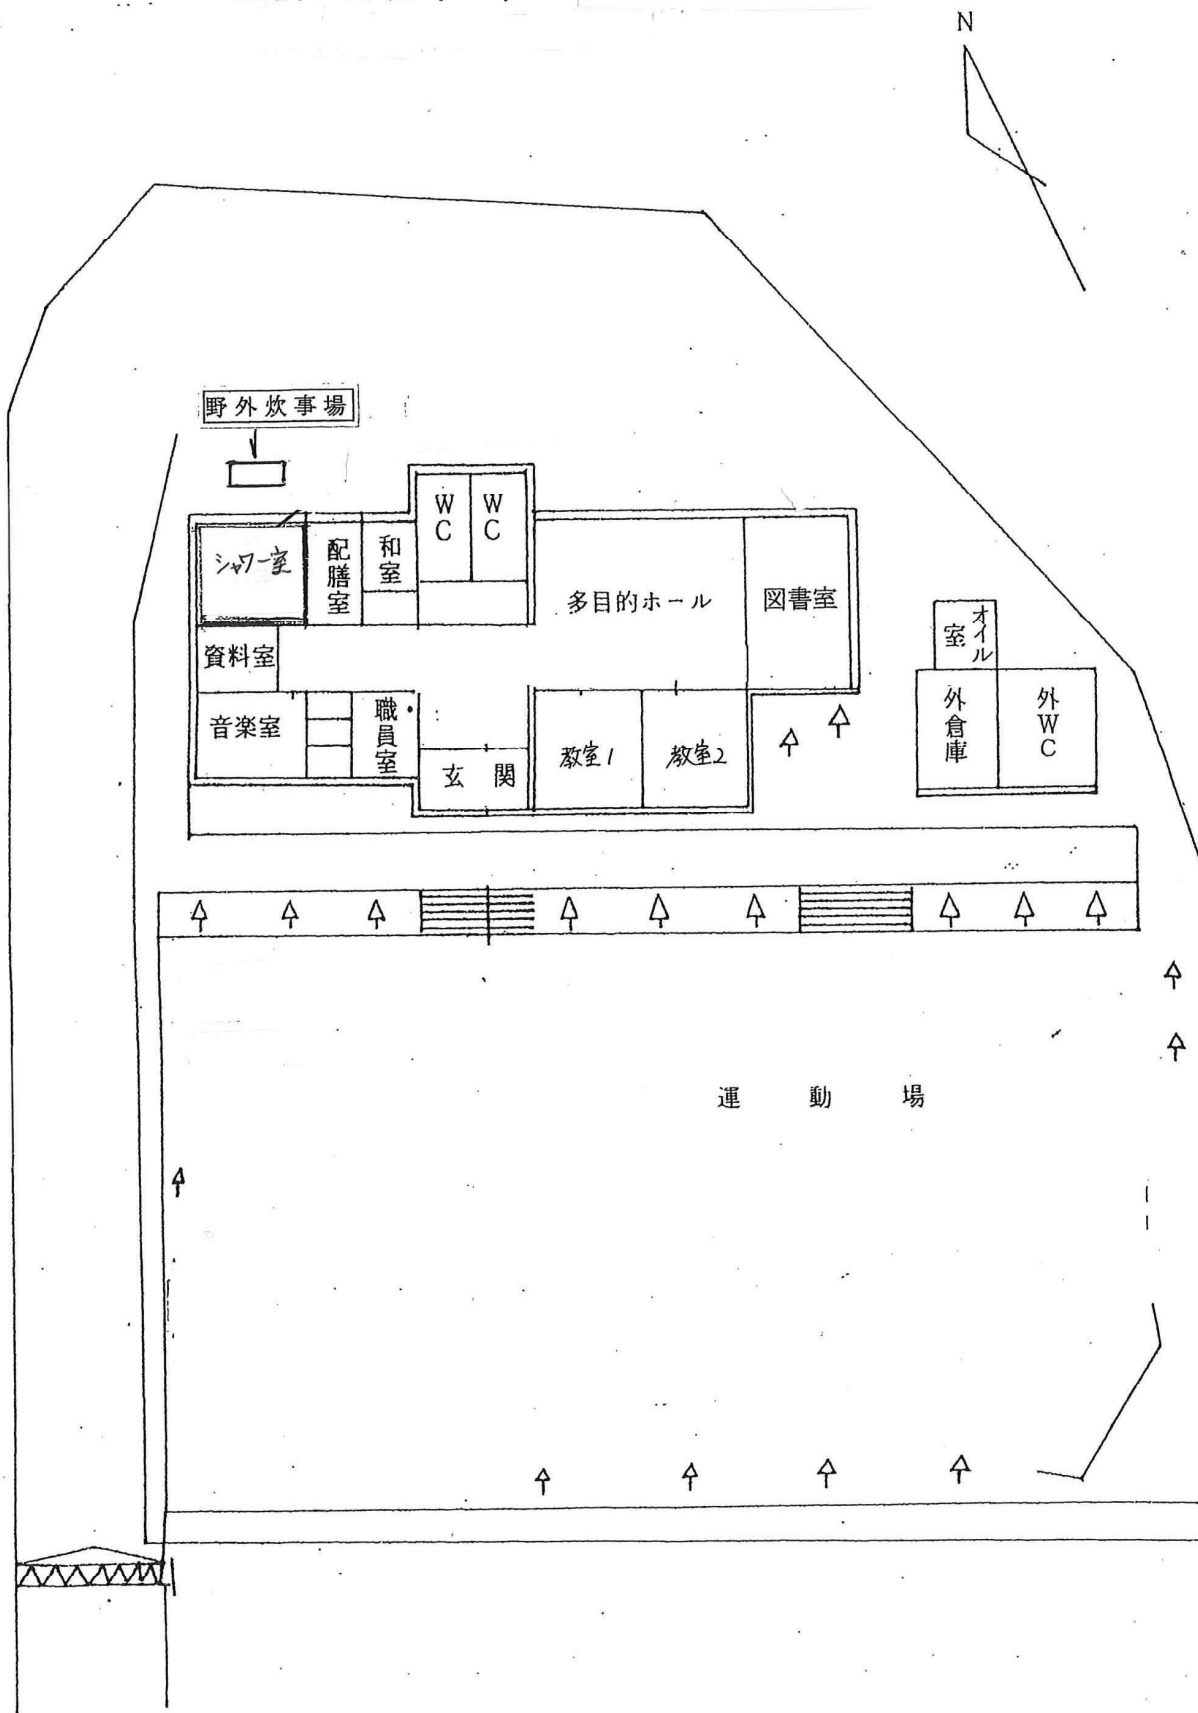 N
野外炊事場
シャワー室
配膳室
和室
WC
WC
多目的ホール
図書室
オイル室
資料室
音楽室
職員室
玄関
教室1
教室2
外倉庫
外WC
運動場